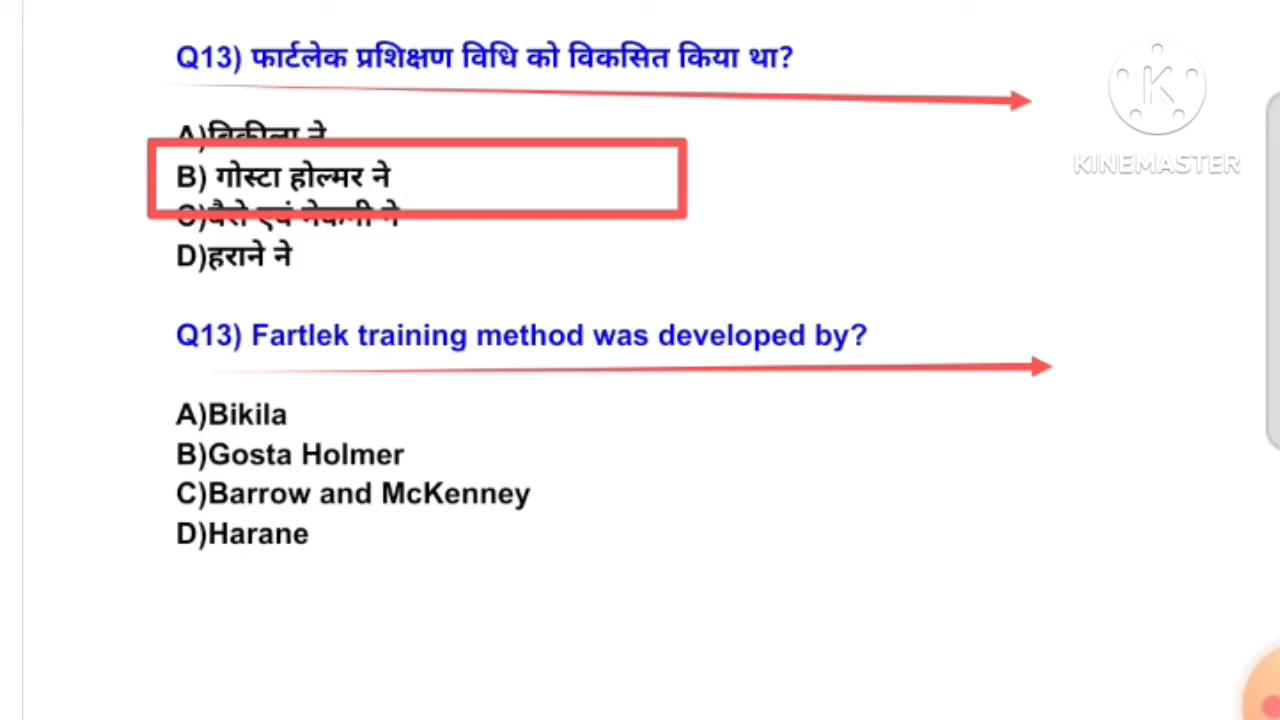 Q13) फार्टलेक प्रशिक्षण विधि को विकसित किया था?
KINEMASTER
A)बिकीला ने
B) गोस्टा होल्मर ने
एवं
ने
D)हराने ने
Q13) Fartlek training method was developed by?
A)Bikila
B)Gosta Holmer
C)Barrow and McKenney
D)Harane